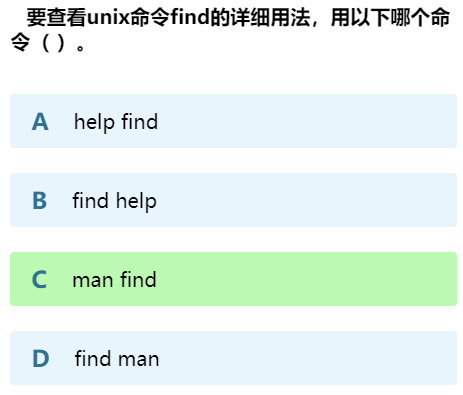 要查看unix命令find的详细用法，用以下哪个命
令（ ）。
A help find
B find help
C man find
D find man